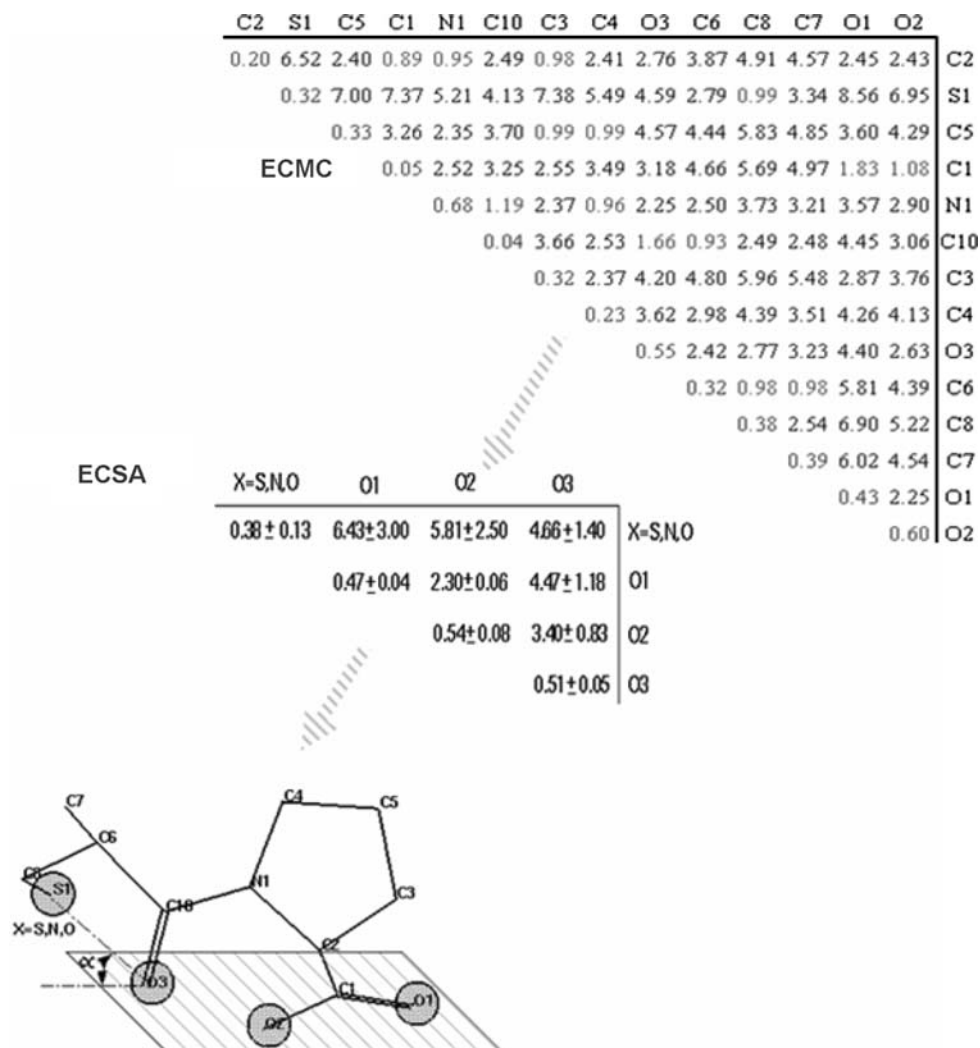 C2 S1 C5 C1 N1 C10 C3 C4 O3 C6 C8 C7 O1 O2
0.20 6.52 2.40 0.89 0.95 2.49 0.98 2.41 2.76 3.87 4.91 4.57 2.45 2.43 C2
0.32 7.00 7.37 5.21 4.13 7.38 5.49 4.59 2.79 0.99 3.34 8.56 6.95 S1
0.33 3.26 2.35 3.70 0.99 0.99 4.57 4.44 5.83 4.85 3.60 4.29 C5
ECMC 0.05 2.52 3.25 2.55 3.49 3.18 4.66 5.69 4.97 1.83 1.08 C1
0.68 1.19 2.37 0.96 2.25 2.50 3.73 3.21 3.57 2.90 N1
0.04 3.66 2.53 1.66 0.93 2.49 2.48 4.45 3.06 C10
0.32 2.37 4.20 4.80 5.96 5.48 2.87 3.76 C3
0.23 3.62 2.98 4.39 3.51 4.26 4.13 C4
0.55 2.42 2.77 3.23 4.40 2.63 O3
0.32 0.98 0.98 5.81 4.39 C6
0.38 2.54 6.90 5.22 C8
0.39 6.02 4.54 C7
0.43 2.25 O1
0.60 O2
ECSA
X=S,N,O O1 O2 O3
0.38 ± 0.13 6.43±3.00 5.81±2.50 4.66±1.40 X=S,N,O
0.47±0.04 2.30±0.06 4.47±1.18 O1
0.54±0.08 3.40±0.83 O2
0.51±0.05 O3
C7
C4
C5
C6
C8
S1
N1
C3
C10
X=S,N,O
C2
α
O3
C1
O1
O2